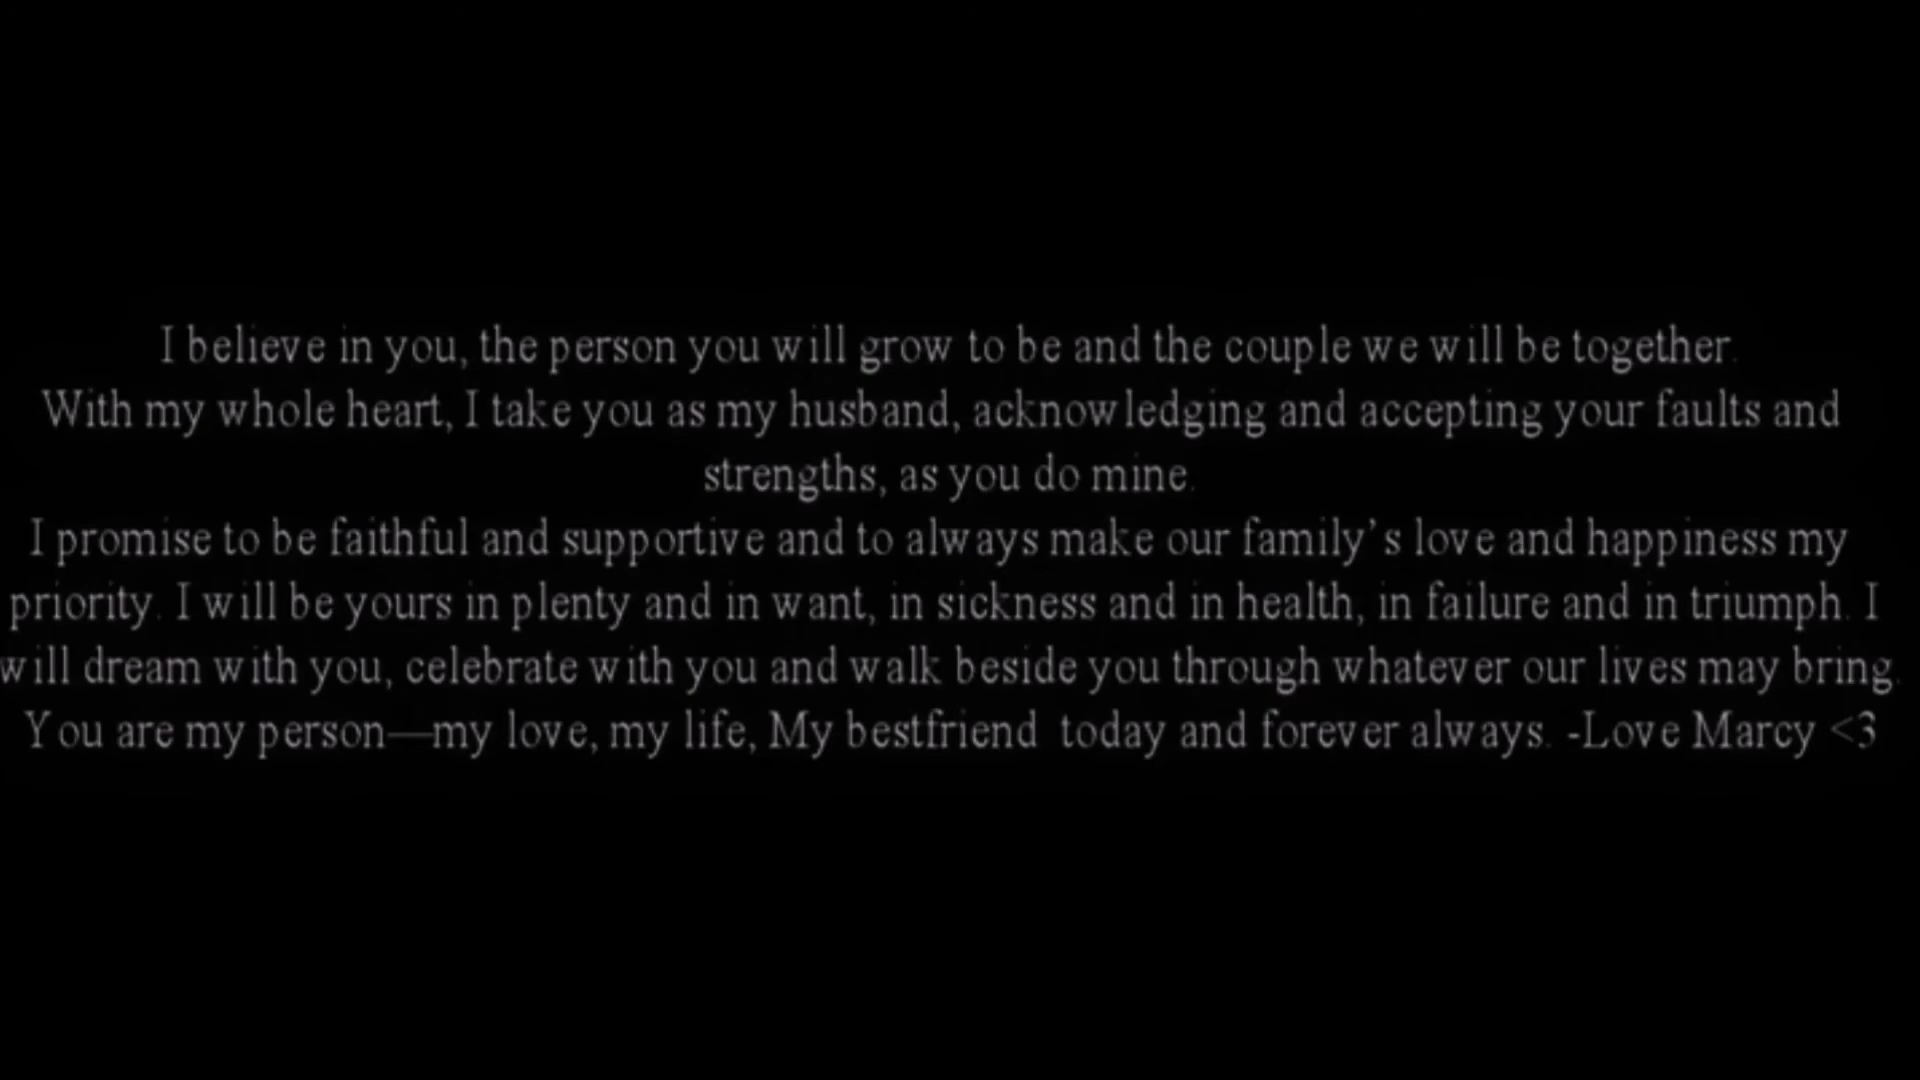 I believe in you, the person you will grow to be and the couple we will be together.
With my whole heart, I take you as my husband, acknowledging and accepting your faults and
strengths, as you do mine.
I promise to be faithful and supportive and to always make our family’s love and happiness my
priority. I will be yours in plenty and in want, in sickness and in health, in failure and in triumph. I
will dream with you, celebrate with you and walk beside you through whatever our lives may bring.
You are my person—my love, my life, My bestfriend  today and forever always. -Love Marcy <3